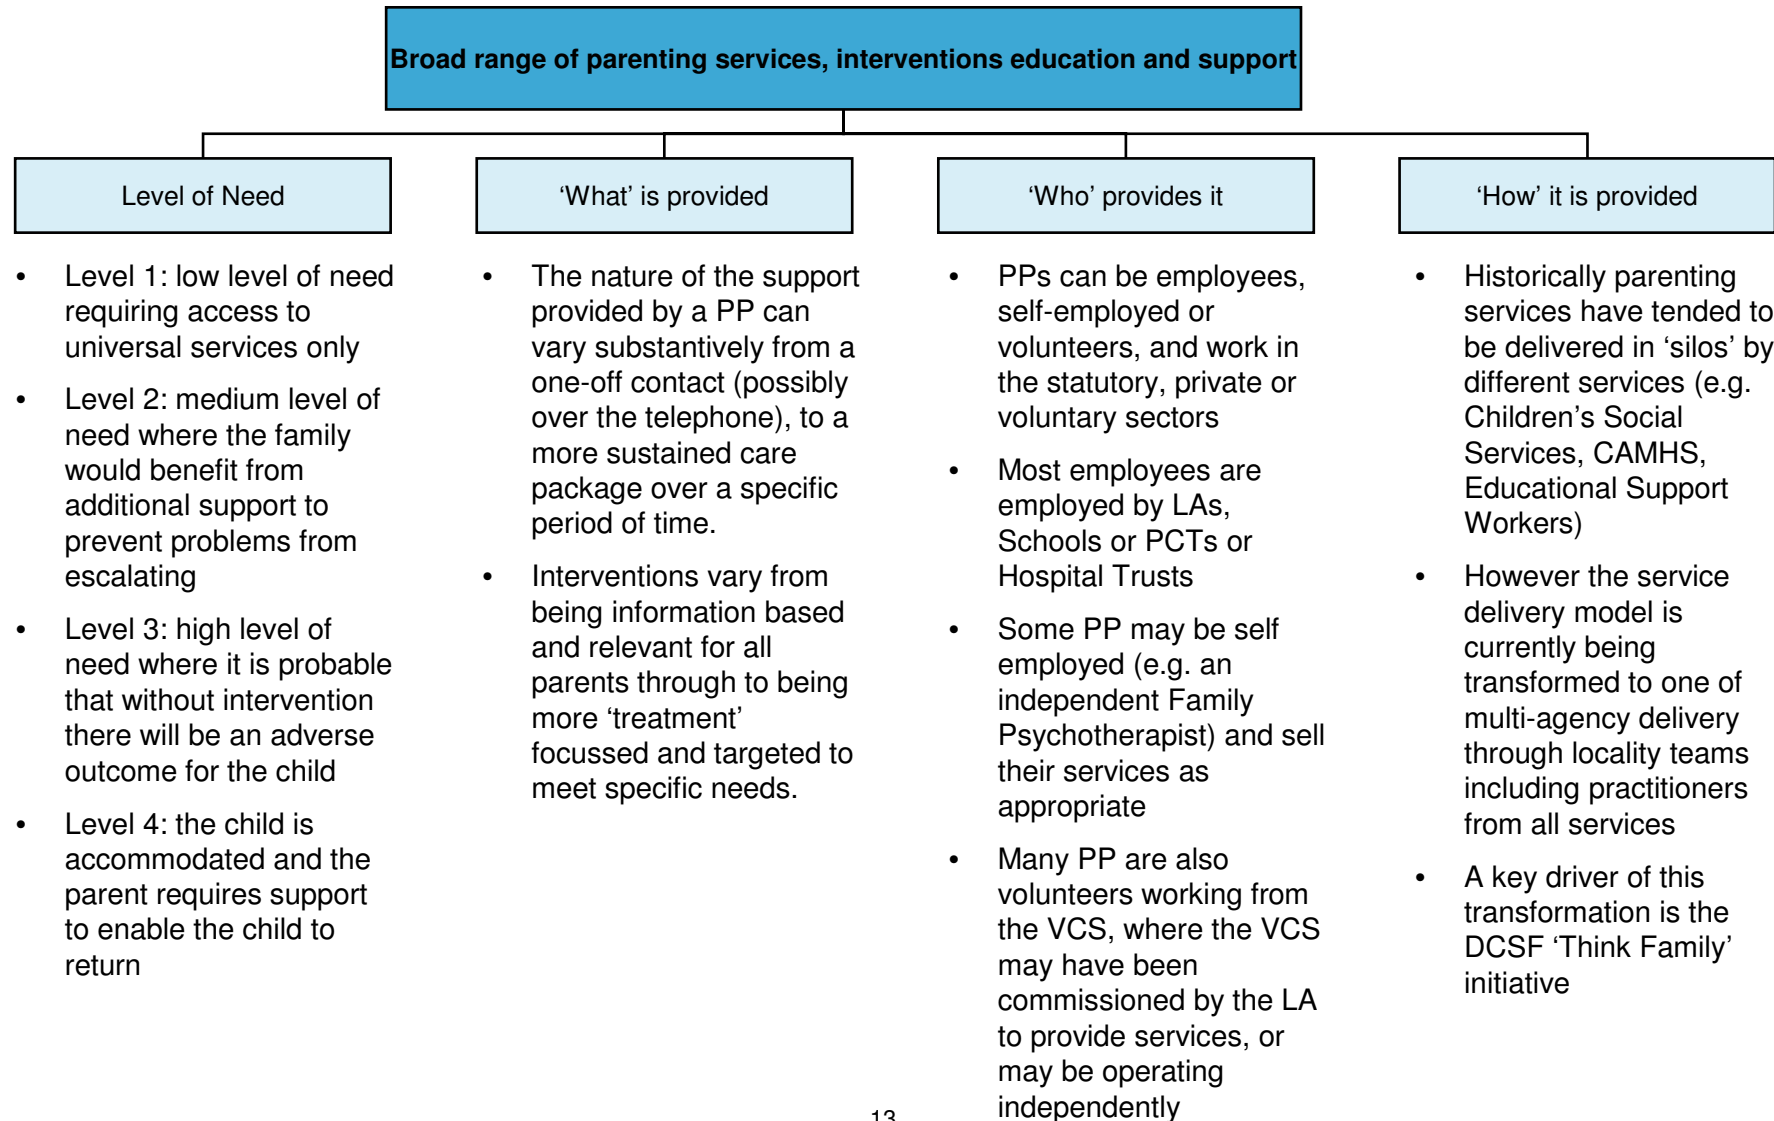 Broad range of parenting services, interventions education and support
Level of Need
• Level 1: low level of need
requiring access to
universal services only
• Level 2: medium level of
need where the family
would benefit from
additional support to
prevent problems from
escalating
• Level 3: high level of
need where it is probable
that without intervention
there will be an adverse
outcome for the child
• Level 4: the child is
accommodated and the
parent requires support
to enable the child to
return
‘What’ is provided
• The nature of the support
provided by a PP can
vary substantively from a
one-off contact (possibly
over the telephone), to a
more sustained care
package over a specific
period of time.
• Interventions vary from
being information based
and relevant for all
parents through to being
more ‘treatment’
focussed and targeted to
meet specific needs.
‘Who’ provides it
• PPs can be employees,
self-employed or
volunteers, and work in
the statutory, private or
voluntary sectors
• Most employees are
employed by LAs,
Schools or PCTs or
Hospital Trusts
• Some PP may be self
employed (e.g. an
independent Family
Psychotherapist) and sell
their services as
appropriate
• Many PP are also
volunteers working from
the VCS, where the VCS
may have been
commissioned by the LA
to provide services, or
may be operating
independently
‘How’ it is provided
• Historically parenting
services have tended to
be delivered in ‘silos’ by
different services (e.g.
Children’s Social
Services, CAMHS,
Educational Support
Workers)
• However the service
delivery model is
currently being
transformed to one of
multi-agency delivery
through locality teams
including practitioners
from all services
• A key driver of this
transformation is the
DCSF ‘Think Family’
initiative
13